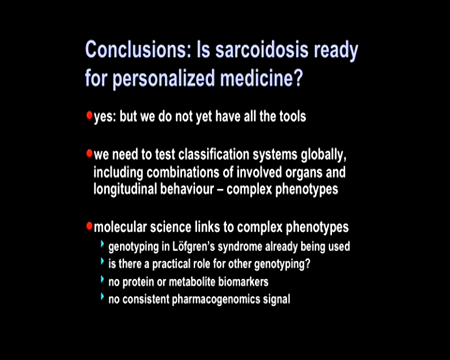 Conclusions: Is sarcoidosis ready
for personalized medicine?
yes: but we do not yet have all the tools
we need to test classification systems globally,
including combinations of involved organs and
longitudinal behaviour – complex phenotypes
molecular science links to complex phenotypes
genotyping in Löfgren's syndrome already being used
is there a practical role for other genotyping?
no protein or metabolite biomarkers
no consistent pharmacogenomics signal